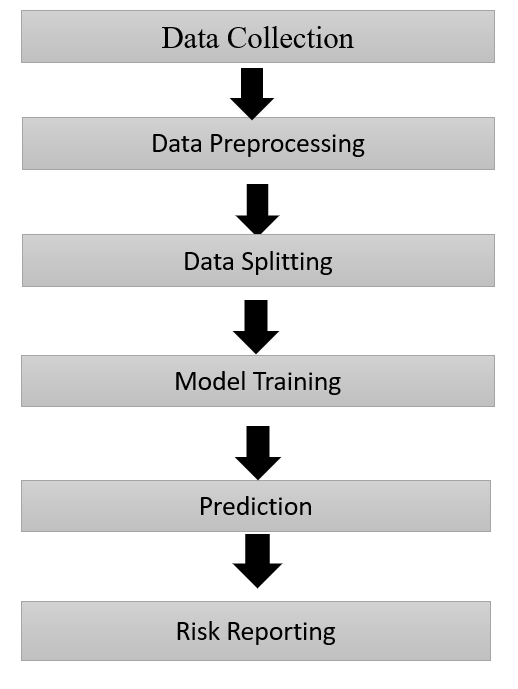 Data Collection
Data Preprocessing
Data Splitting
Model Training
Prediction
Risk Reporting